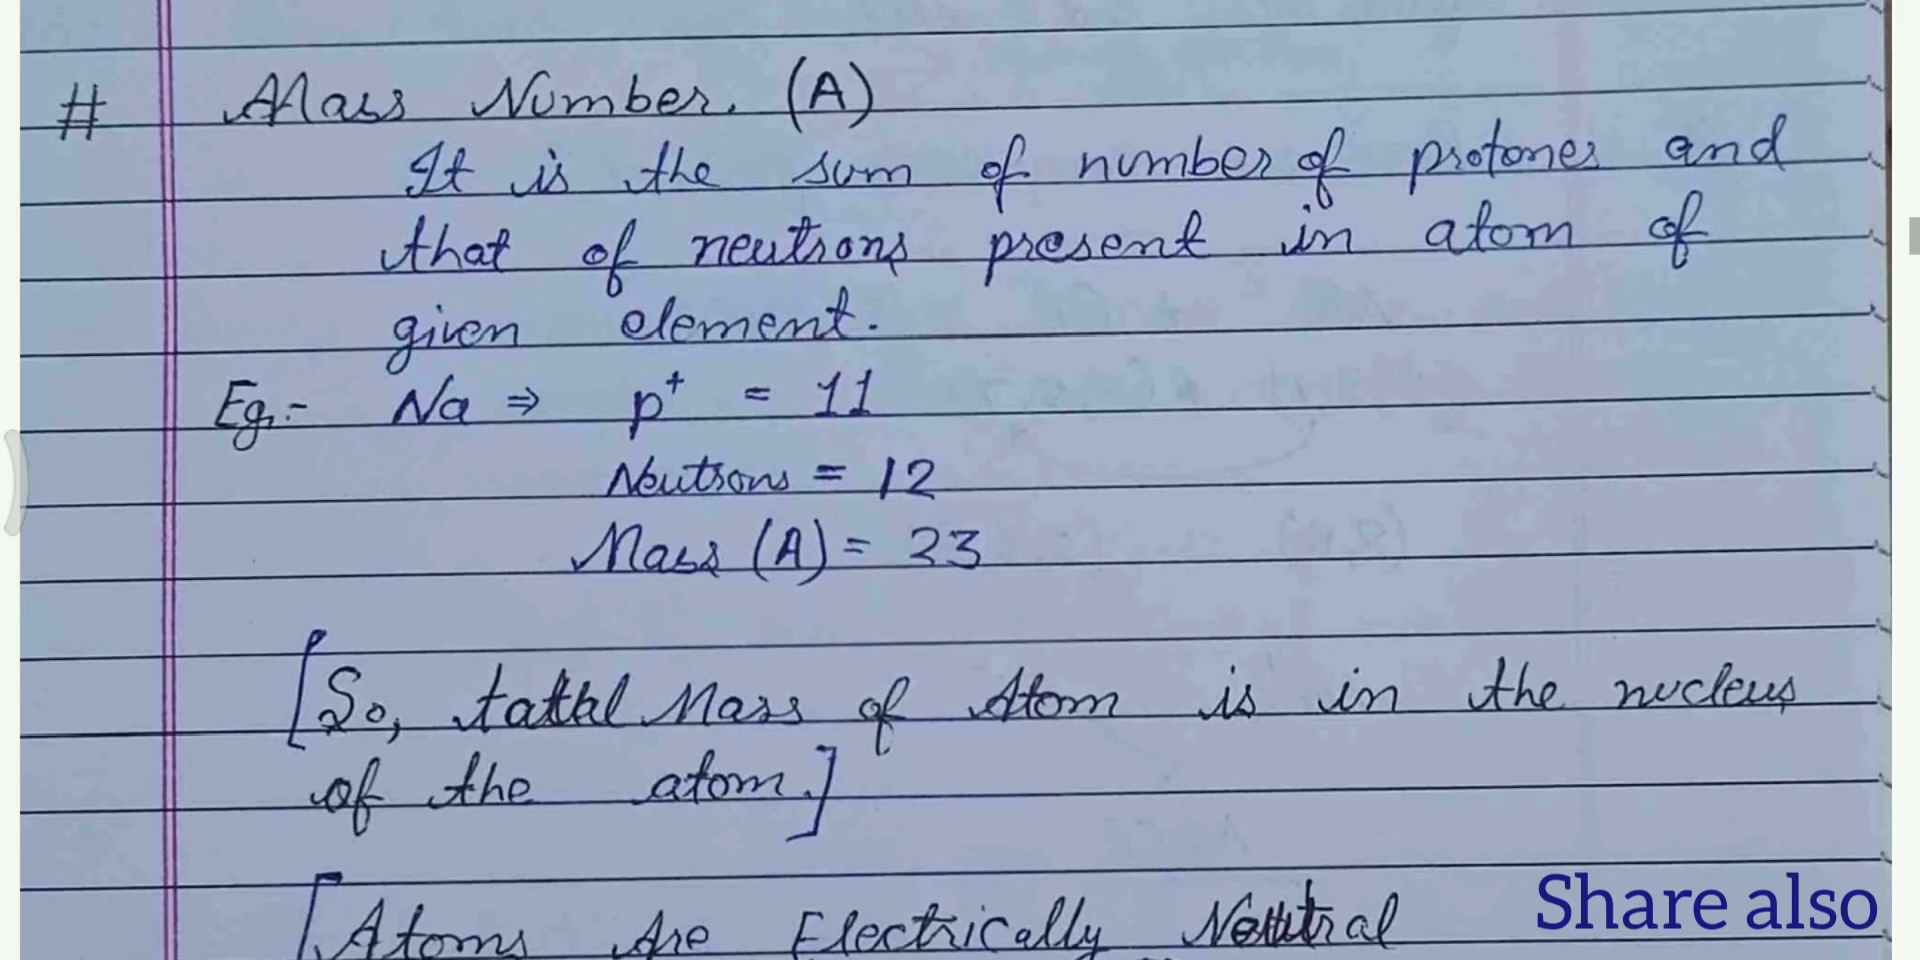 # Mass Number. (A)
It is the sum of number of protones and
that of neutrons present in atom of
given element.
Eg:- Na ⇒ p⁺ = 11
Neutrons = 12
Mass (A) = 23
[So, tattal Mass of Atom is in the nucleus
of the atom.]
[Atoms Are Electrically Neutral
Share also